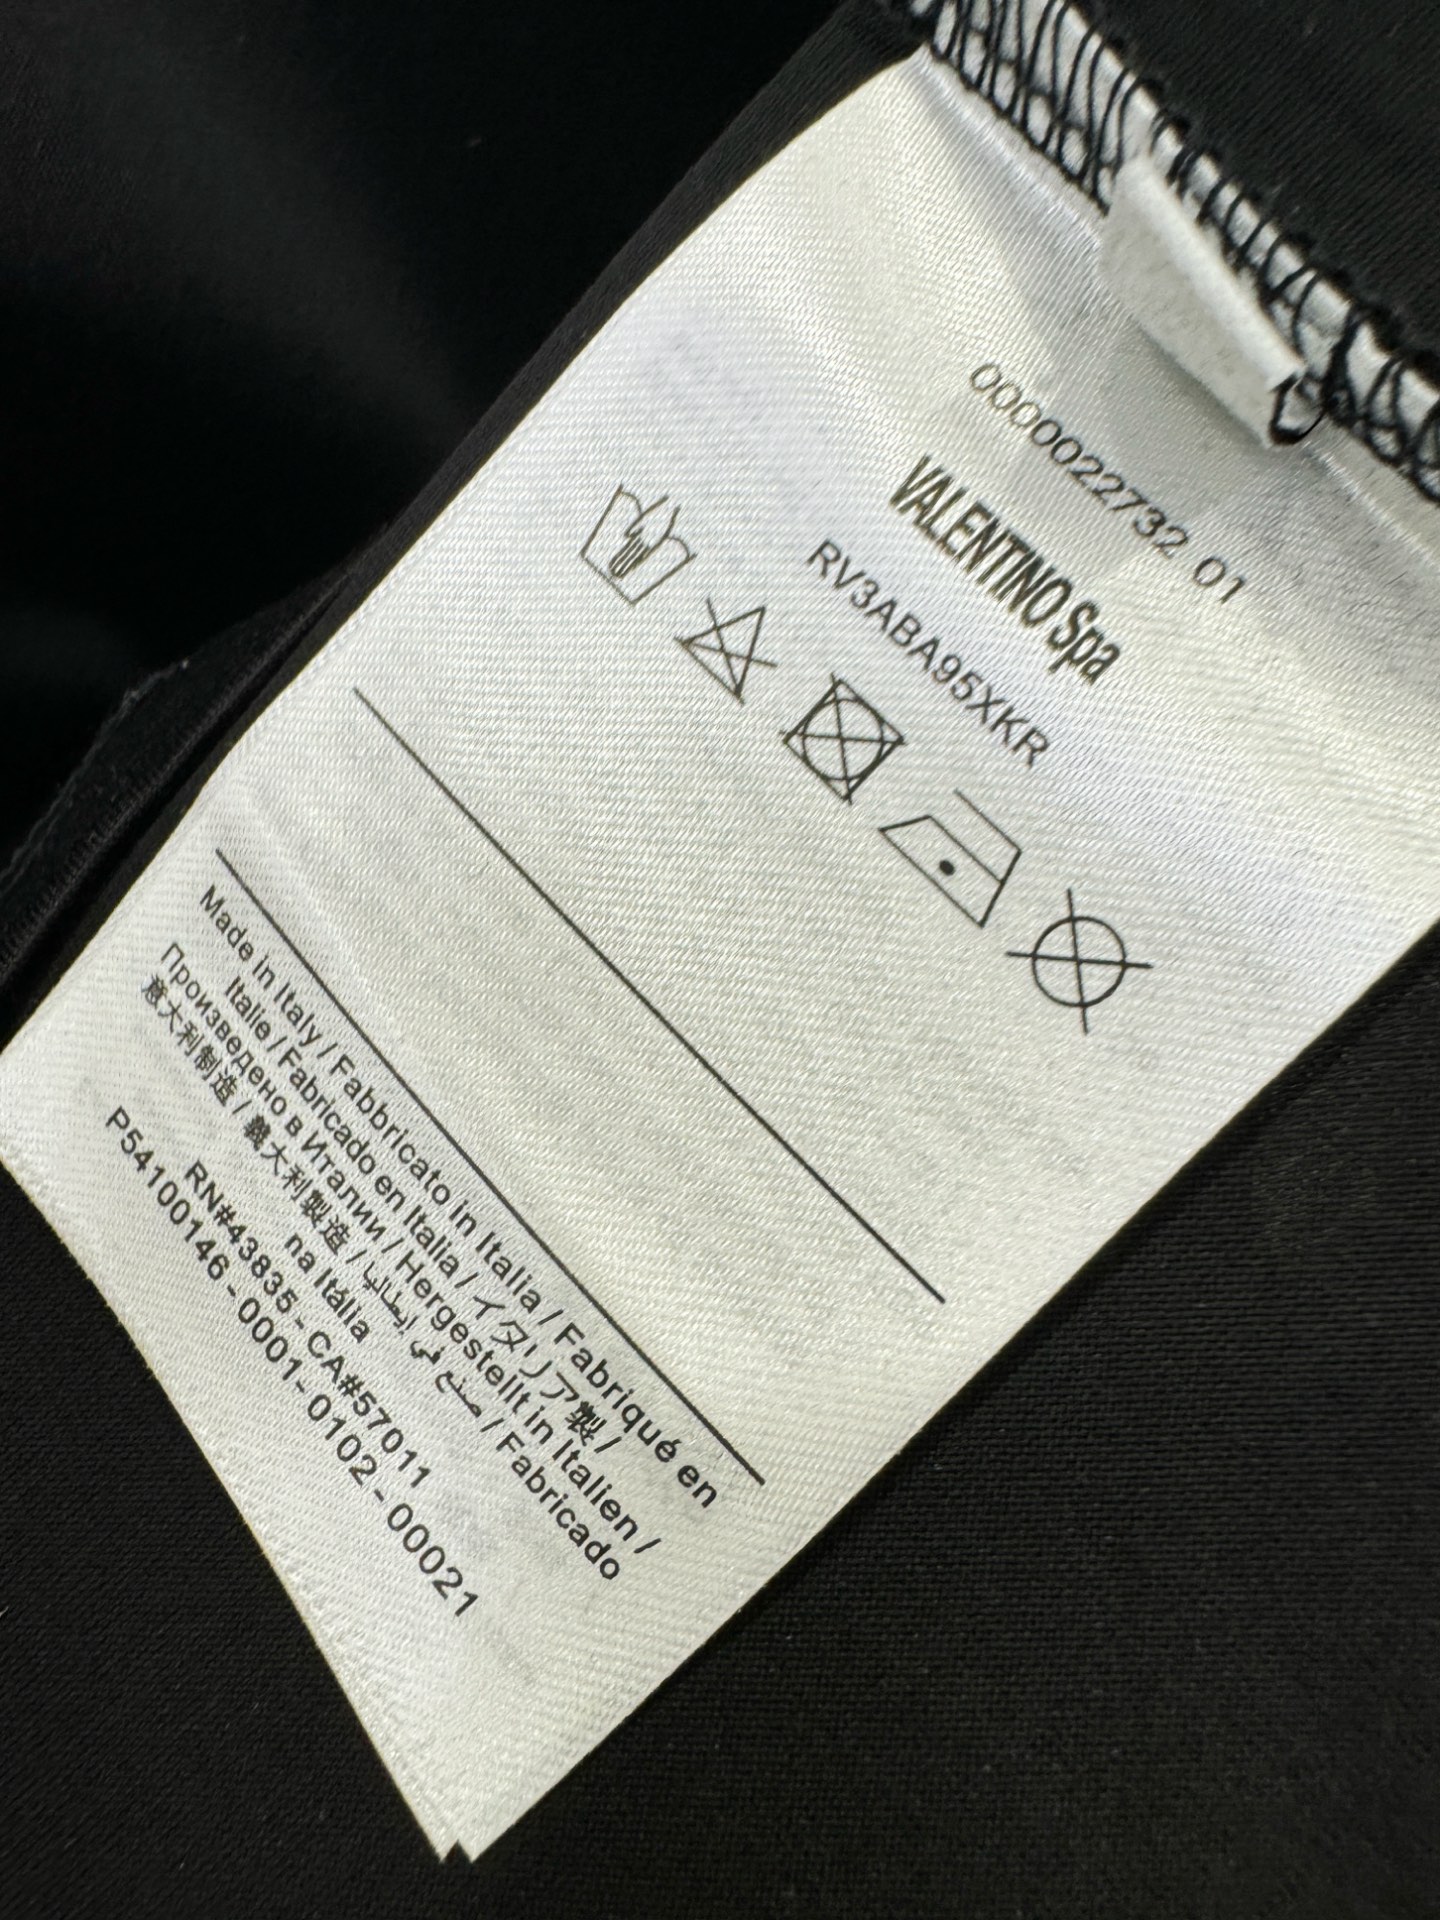 0000022732 01
VALENTINO Spa
RV3ABA95XKR
Made in Italy / Fabbricato in Italia / Fabriqué en
Italie / Fabricado en Italia / イタリア製 /
Произведено в Италии / Hergestellt in Italien /
意大利制造 / 義大利製造 / صنع في إيطاليا / Fabricado
na Itália
RN#43835 - CA#57011
P54100146 - 0001 - 0102 - 00021